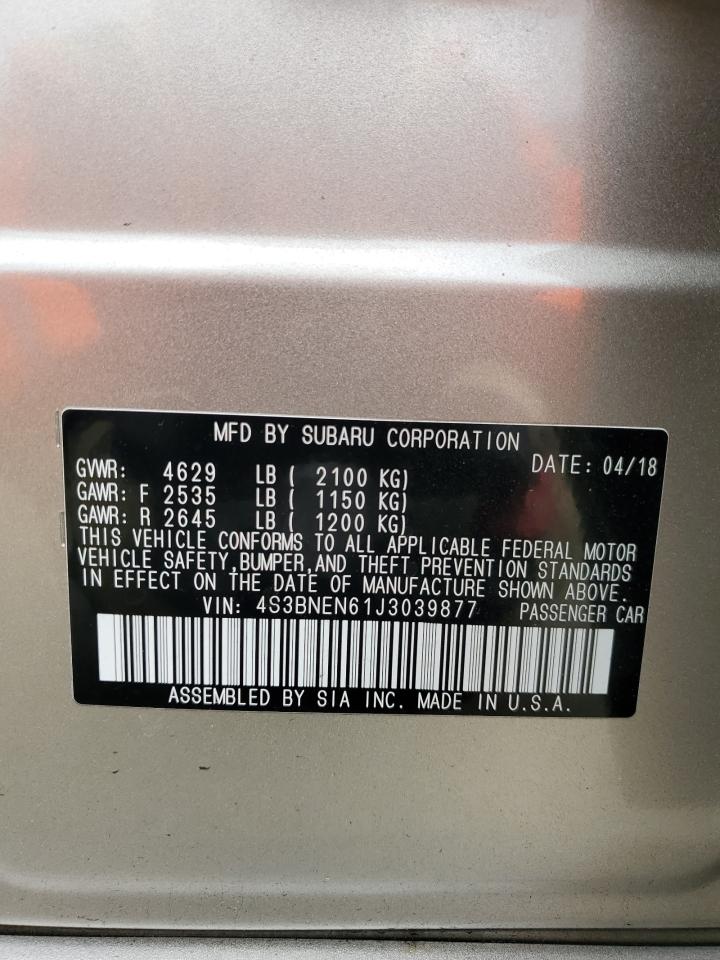 MFD BY SUBARU CORPORATION
DATE: 04/18
GVWR: 4629 LB ( 2100 KG)
GAWR: F 2535 LB ( 1150 KG)
GAWR: R 2645 LB ( 1200 KG)
THIS VEHICLE CONFORMS TO ALL APPLICABLE FEDERAL MOTOR
VEHICLE SAFETY,BUMPER,AND THEFT PREVENTION STANDARDS
IN EFFECT ON THE DATE OF MANUFACTURE SHOWN ABOVE.
VIN: 4S3BNEN61J3039877 PASSENGER CAR
ASSEMBLED BY SIA INC. MADE IN U.S.A.